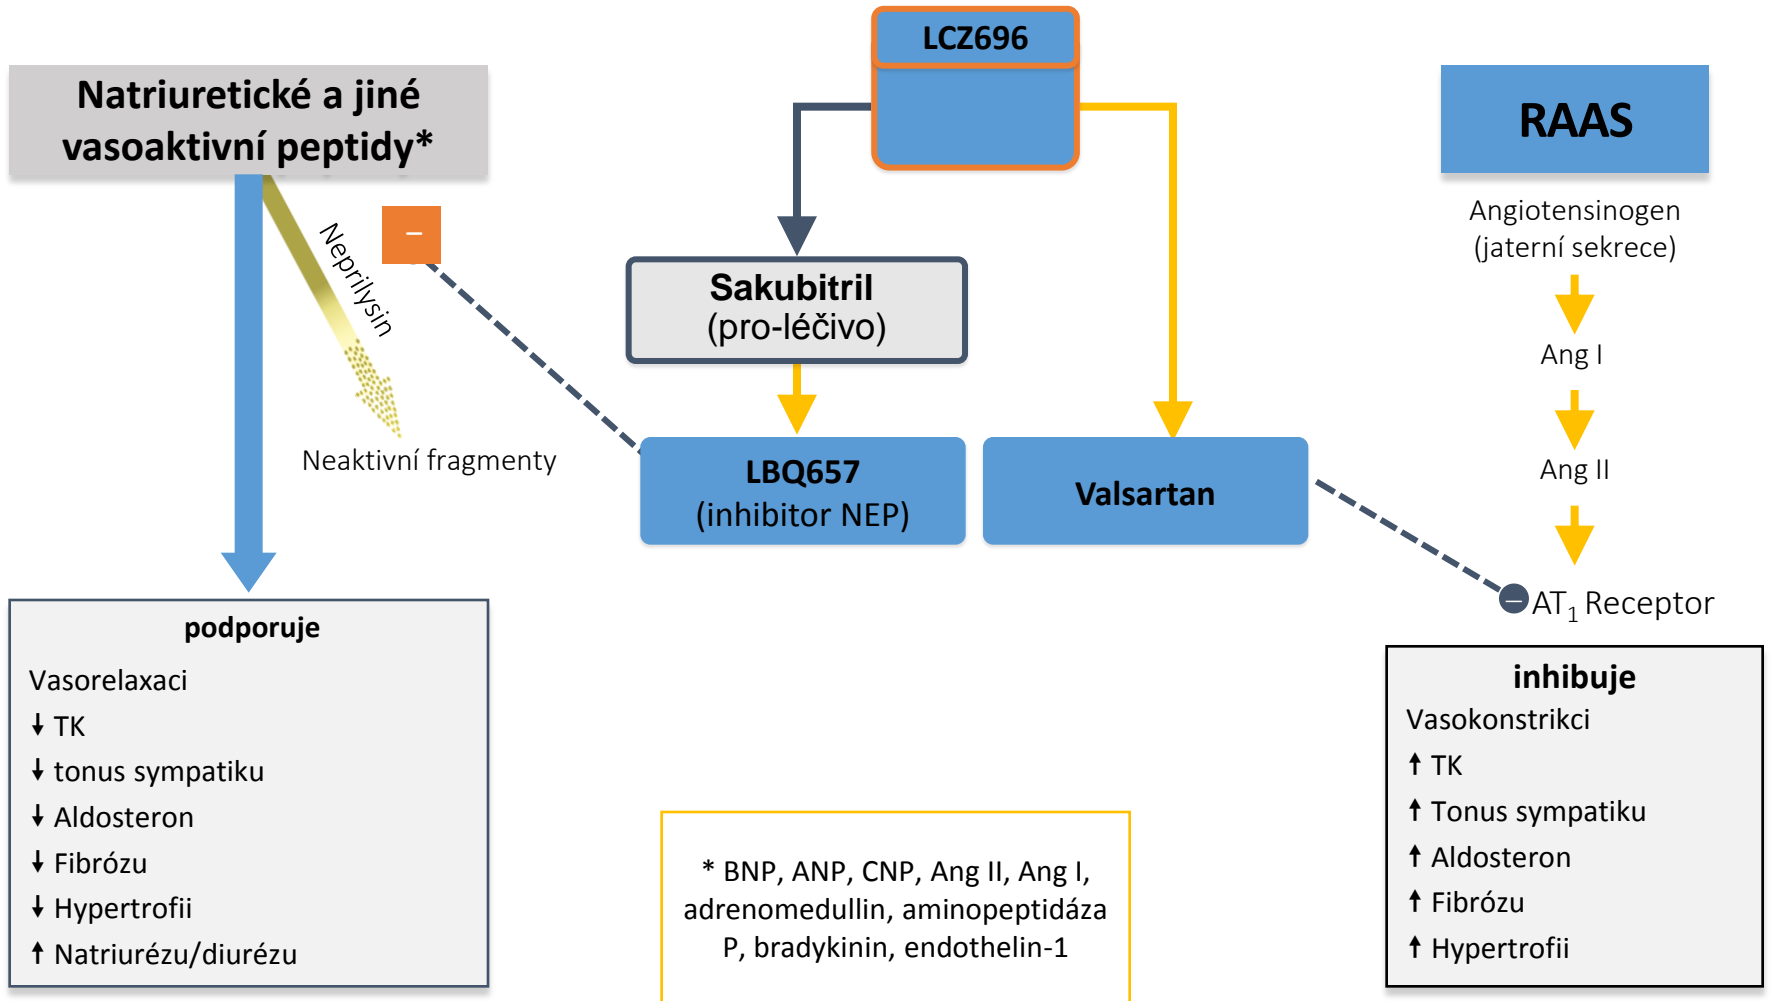 LCZ696
Natriuretické a jiné
vasoaktivní peptidy*
RAAS
Angiotensinogen
(jaterní sekrece)
–
Neprilysin
Sakubitril
(pro-léčivo)
Ang I
Neaktivní fragmenty
LBQ657
(inhibitor NEP)
Valsartan
Ang II
– AT₁ Receptor
podporuje
Vasorelaxaci
↓ TK
↓ tonus sympatiku
↓ Aldosteron
↓ Fibrózu
↓ Hypertrofii
↑ Natriurézu/diurézu
inhibuje
Vasokonstrikci
↑ TK
↑ Tonus sympatiku
↑ Aldosteron
↑ Fibrózu
↑ Hypertrofii
* BNP, ANP, CNP, Ang II, Ang I,
adrenomedullin, aminopeptidáza
P, bradykinin, endothelin-1